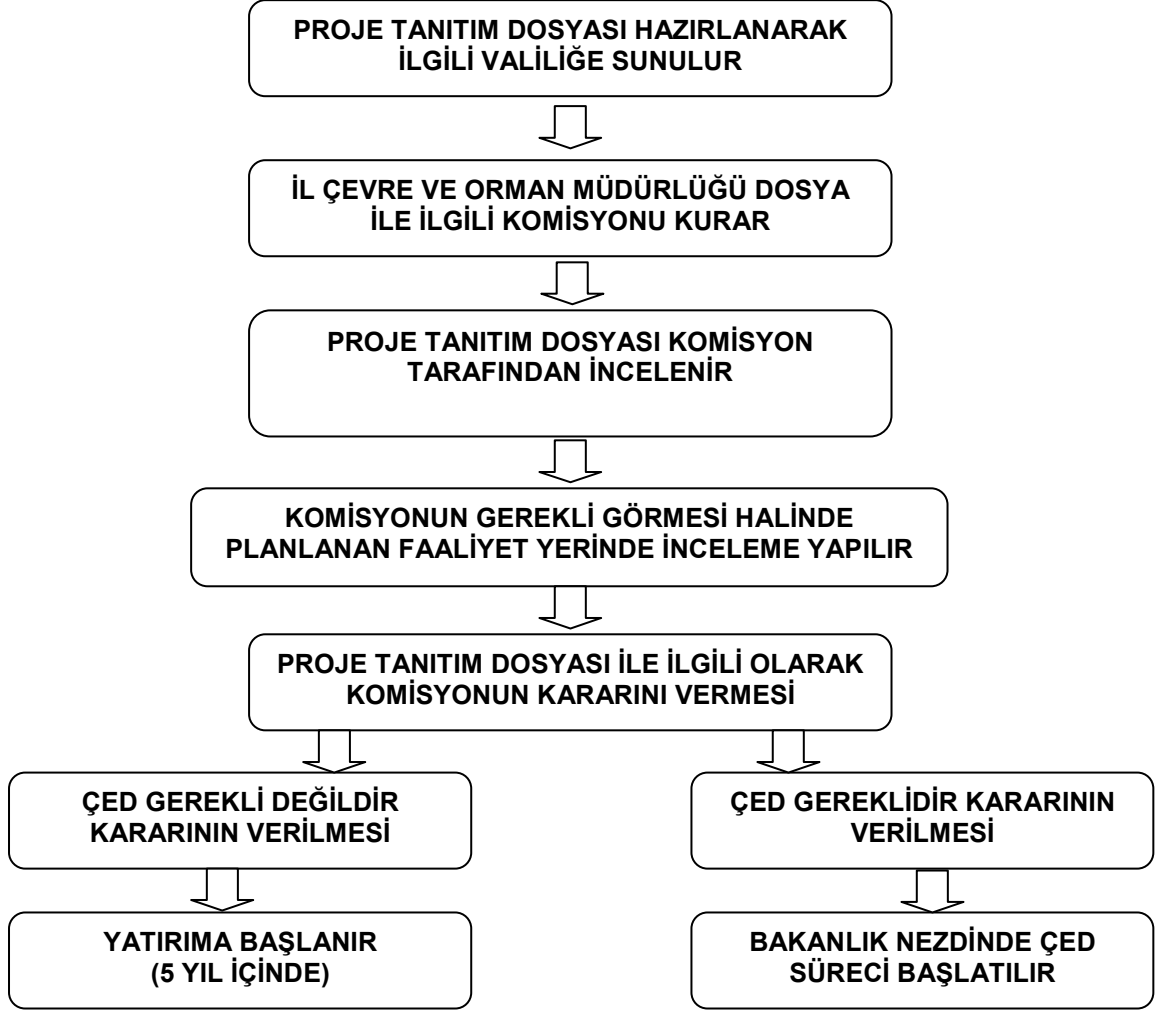 PROJE TANITIM DOSYASI HAZIRLANARAK
İLGİLİ VALİLİĞE SUNULUR
İL ÇEVRE VE ORMAN MÜDÜRLÜĞÜ DOSYA
İLE İLGİLİ KOMİSYONU KURAR
PROJE TANITIM DOSYASI KOMİSYON
TARAFINDAN İNCELENİR
KOMİSYONUN GEREKLİ GÖRMESİ HALİNDE
PLANLANAN FAALİYET YERİNDE İNCELEME YAPILIR
PROJE TANITIM DOSYASI İLE İLGİLİ OLARAK
KOMİSYONUN KARARINI VERMESİ
ÇED GEREKLİ DEĞİLDİR
KARARININ VERİLMESİ
ÇED GEREKLİDİR KARARININ
VERİLMESİ
YATIRIMA BAŞLANIR
(5 YIL İÇİNDE)
BAKANLIK NEZDİNDE ÇED
SÜRECİ BAŞLATILIR